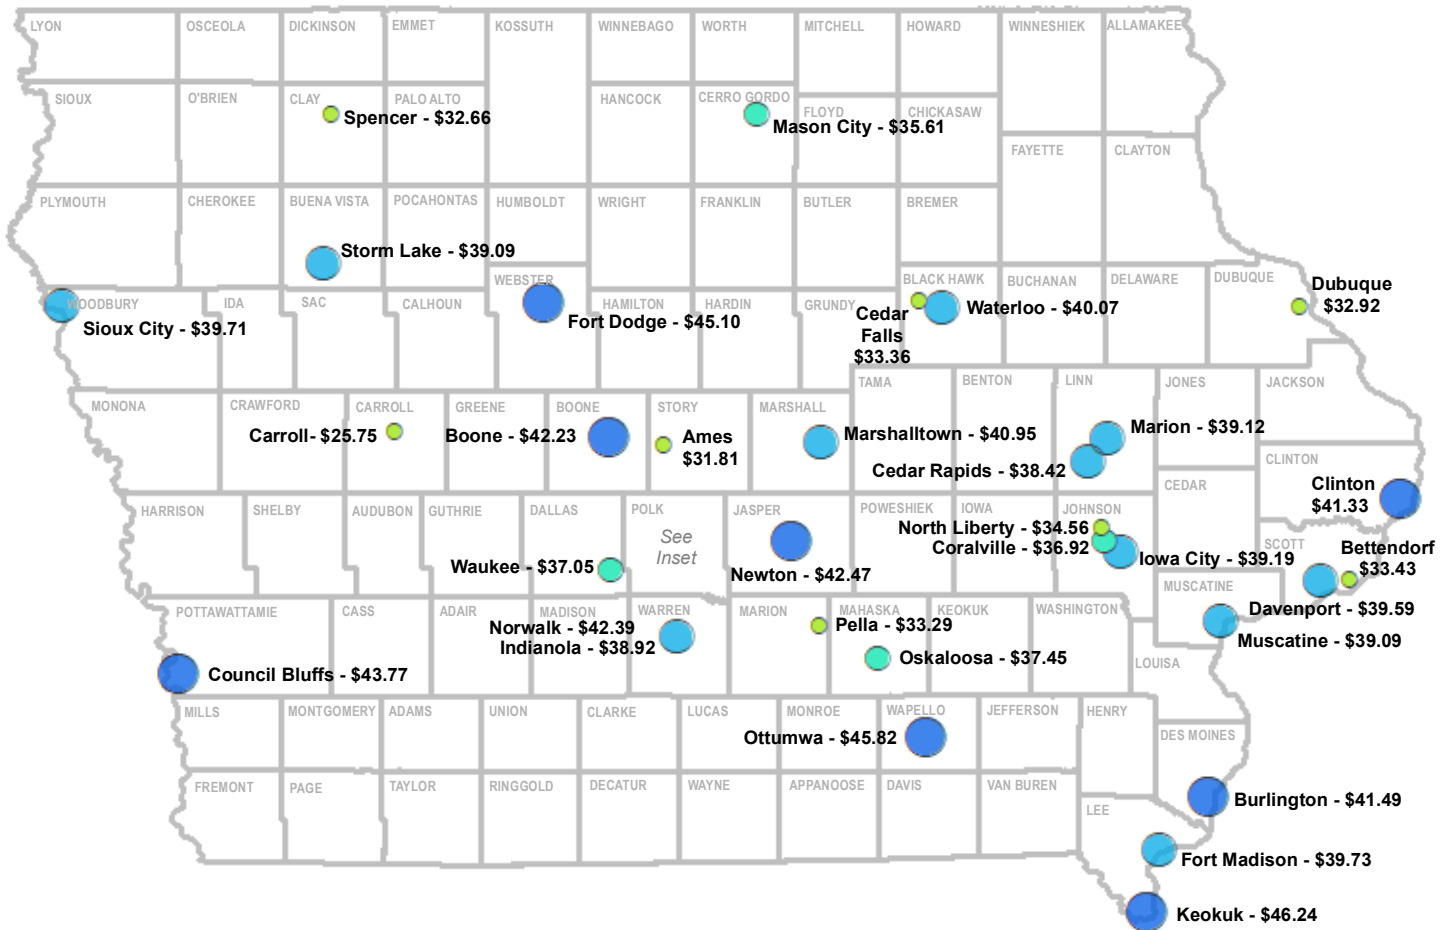 LYON
OSCEOLA
DICKINSON
EMMET
KOSSUTH
WINNEBAGO
WORTH
MITCHELL
HOWARD
WINNESHIEK
ALLAMAKEE
SIOUX
O'BRIEN
CLAY
PALO ALTO
HANCOCK
CERRO GORDO
FLOYD
CHICKASAW
Spencer - $32.66
Mason City - $35.61
FAYETTE
CLAYTON
PLYMOUTH
CHEROKEE
BUENA VISTA
POCAHONTAS
HUMBOLDT
WRIGHT
FRANKLIN
BUTLER
BREMER
Storm Lake - $39.09
WEBSTER
BLACK HAWK
BUCHANAN
DELAWARE
DUBUQUE
Dubuque
$32.92
WOODBURY
IDA
SAC
CALHOUN
HAMILTON
HARDIN
GRUNDY
Sioux City - $39.71
Fort Dodge - $45.10
Cedar
Falls
$33.36
Waterloo - $40.07
TAMA
BENTON
LINN
JONES
JACKSON
MONONA
CRAWFORD
CARROLL
GREENE
BOONE
STORY
MARSHALL
Carroll- $25.75
Boone - $42.23
Ames
$31.81
Marshalltown - $40.95
Marion - $39.12
Cedar Rapids - $38.42
CLINTON
Clinton
$41.33
CEDAR
HARRISON
SHELBY
AUDUBON
GUTHRIE
DALLAS
POLK
See
Inset
JASPER
POWESHIEK
IOWA
JOHNSON
North Liberty - $34.56
Coralville - $36.92
Iowa City - $39.19
SCOTT
Bettendorf
$33.43
Waukee - $37.05
Newton - $42.47
MUSCATINE
Davenport - $39.59
Muscatine - $39.09
POTTAWATTAMIE
CASS
ADAIR
MADISON
WARREN
MARION
MAHASKA
KEOKUK
WASHINGTON
Norwalk - $42.39
Indianola - $38.92
Pella - $33.29
Oskaloosa - $37.45
LOUISA
Council Bluffs - $43.77
MILLS
MONTGOMERY
ADAMS
UNION
CLARKE
LUCAS
MONROE
WAPELLO
JEFFERSON
HENRY
DES MOINES
Ottumwa - $45.82
FREMONT
PAGE
TAYLOR
RINGGOLD
DECATUR
WAYNE
APPANOOSE
DAVIS
VAN BUREN
LEE
Burlington - $41.49
Fort Madison - $39.73
Keokuk - $46.24